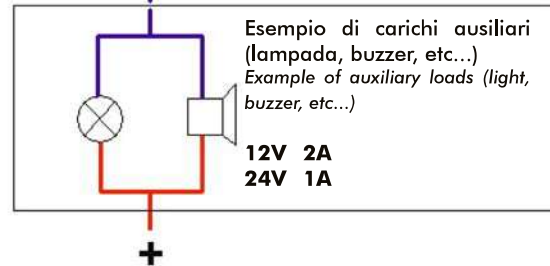 Esempio di carichi ausiliari
(lampada, buzzer, etc...)
Example of auxiliary loads (light,
buzzer, etc...)
12V 2A
24V 1A
+